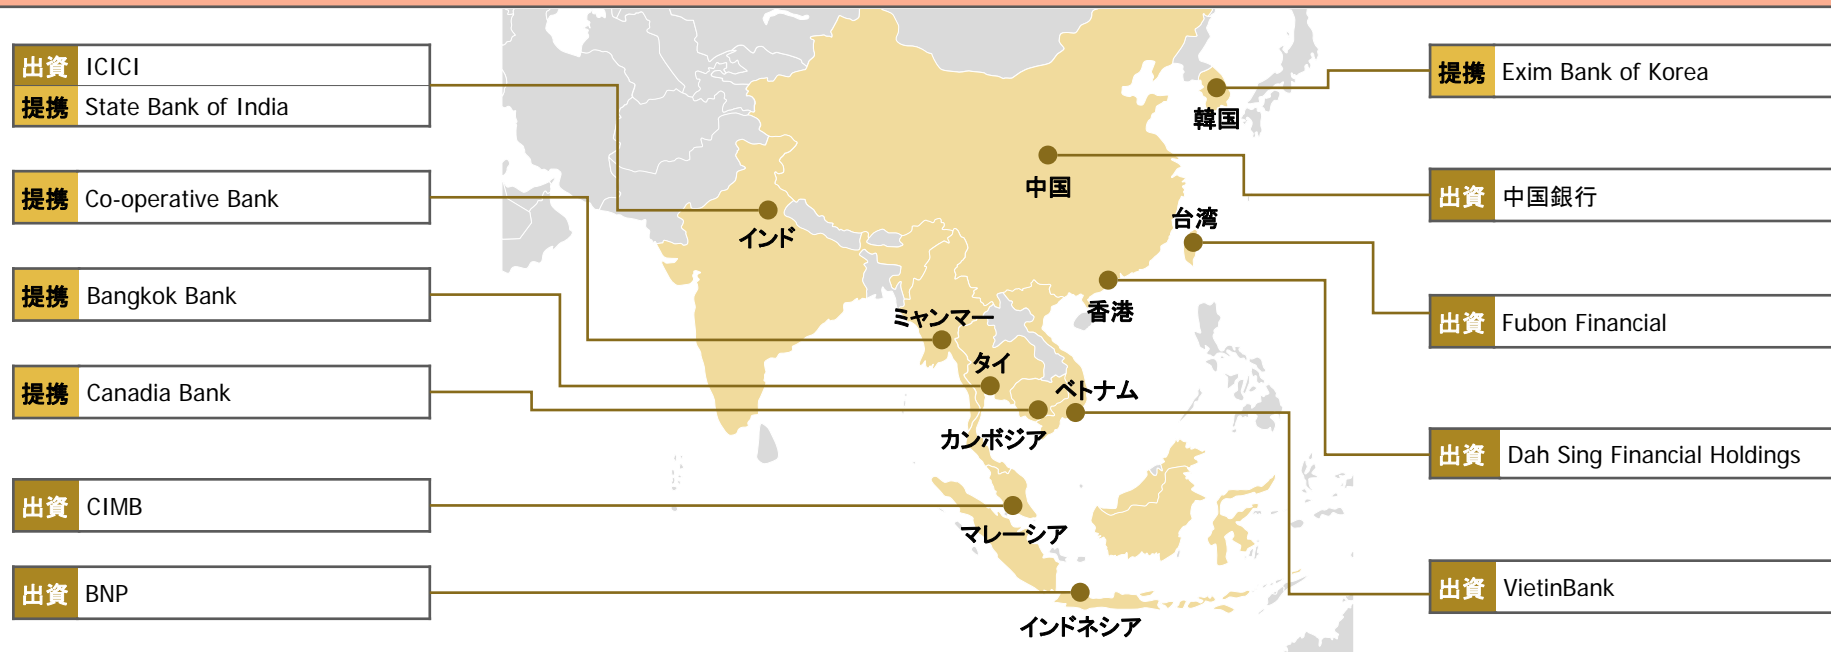 出資 ICICI
提携 State Bank of India
提携 Co-operative Bank
提携 Bangkok Bank
提携 Canadia Bank
出資 CIMB
出資 BNP
韓国
中国
台湾
インド
香港
ミャンマー
タイ
ベトナム
カンボジア
マレーシア
インドネシア
提携 Exim Bank of Korea
出資 中国銀行
出資 Fubon Financial
出資 Dah Sing Financial Holdings
出資 VietinBank